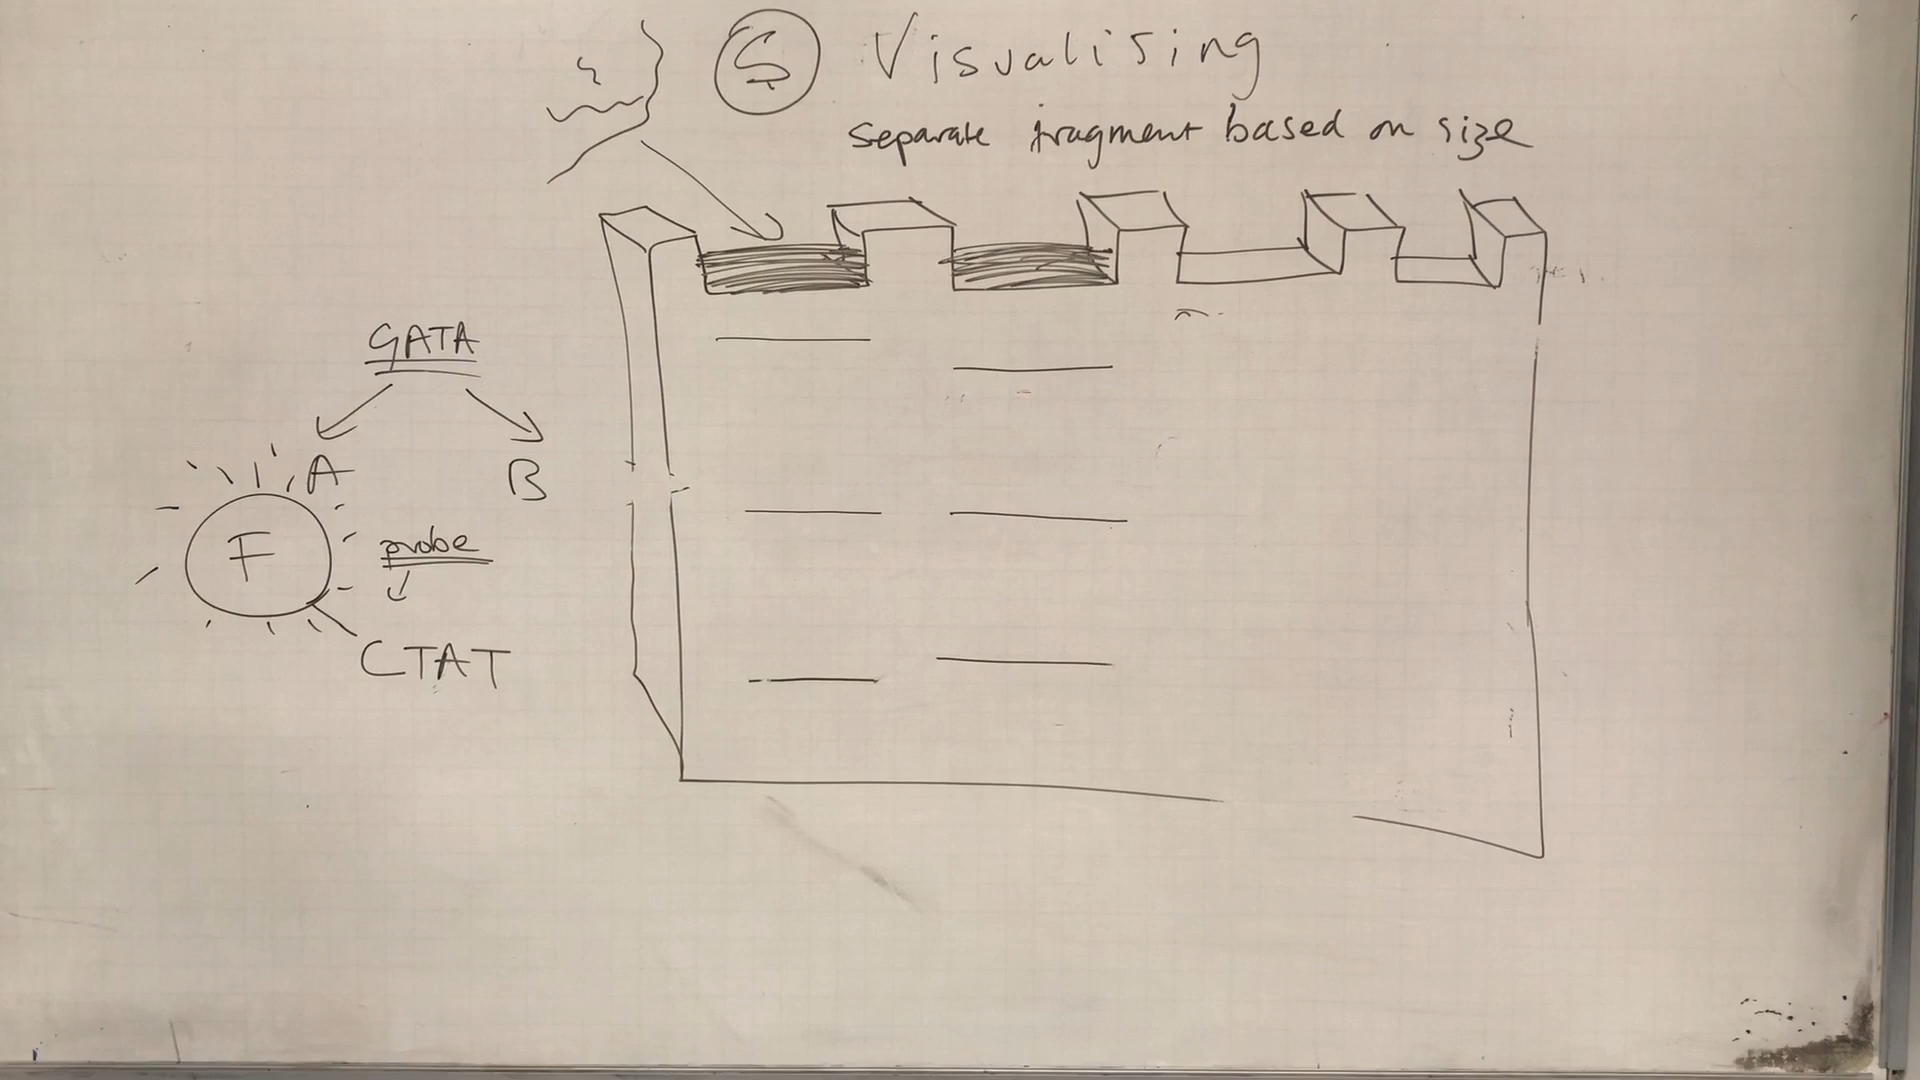 5 Visualising
separate fragment based on size
GATA
A B
F
probe
CTAT